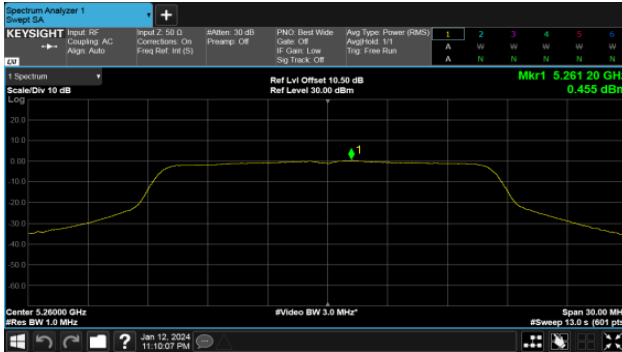 Spectrum Analyzer 1
Swept SA
+
KEYSIGHT Input: RF
Coupling: AC
Align: Auto
Input Z: 50 Ω
Corrections: On
Freq Ref: Int (S)
#Atten: 30 dB
Preamp: Off
PNO: Best Wide
Gate: Off
IF Gain: Low
Sig Track: Off
Avg Type: Power (RMS)
Avg|Hold: 1/1
Trig: Free Run
1 2 3 4 5 6
A W W W W W
A N N N N N
LXI
1 Spectrum
Scale/Div 10 dB
Log
Ref Lvl Offset 10.50 dB
Ref Level 30.00 dBm
Mkr1 5.261 20 GHz
0.455 dBm
20.0
10.0
0.00
-10.0
-20.0
-30.0
-40.0
-50.0
-60.0
1
Center 5.26000 GHz
#Res BW 1.0 MHz
#Video BW 3.0 MHz*
Span 30.00 MH
#Sweep 13.0 s (601 pts
?
Jan 12, 2024
11:10:07 PM